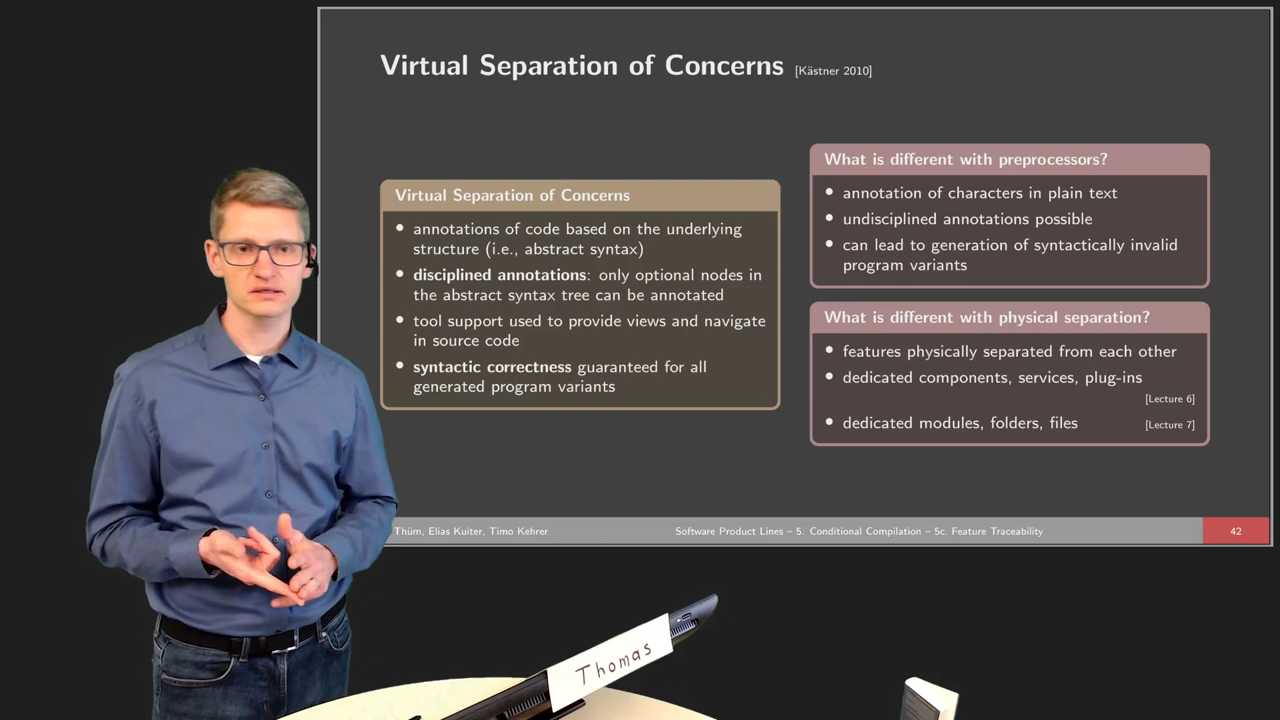 Virtual Separation of Concerns [Kästner 2010]
Virtual Separation of Concerns
• annotations of code based on the underlying
structure (i.e., abstract syntax)
• disciplined annotations: only optional nodes in
the abstract syntax tree can be annotated
• tool support used to provide views and navigate
in source code
• syntactic correctness guaranteed for all
generated program variants
What is different with preprocessors?
• annotation of characters in plain text
• undisciplined annotations possible
• can lead to generation of syntactically invalid
program variants
What is different with physical separation?
• features physically separated from each other
• dedicated components, services, plug-ins
[Lecture 6]
• dedicated modules, folders, files [Lecture 7]
Thüm, Elias Kuiter, Timo Kehrer
Software Product Lines – 5. Conditional Compilation – 5c. Feature Traceability
42
Thomas